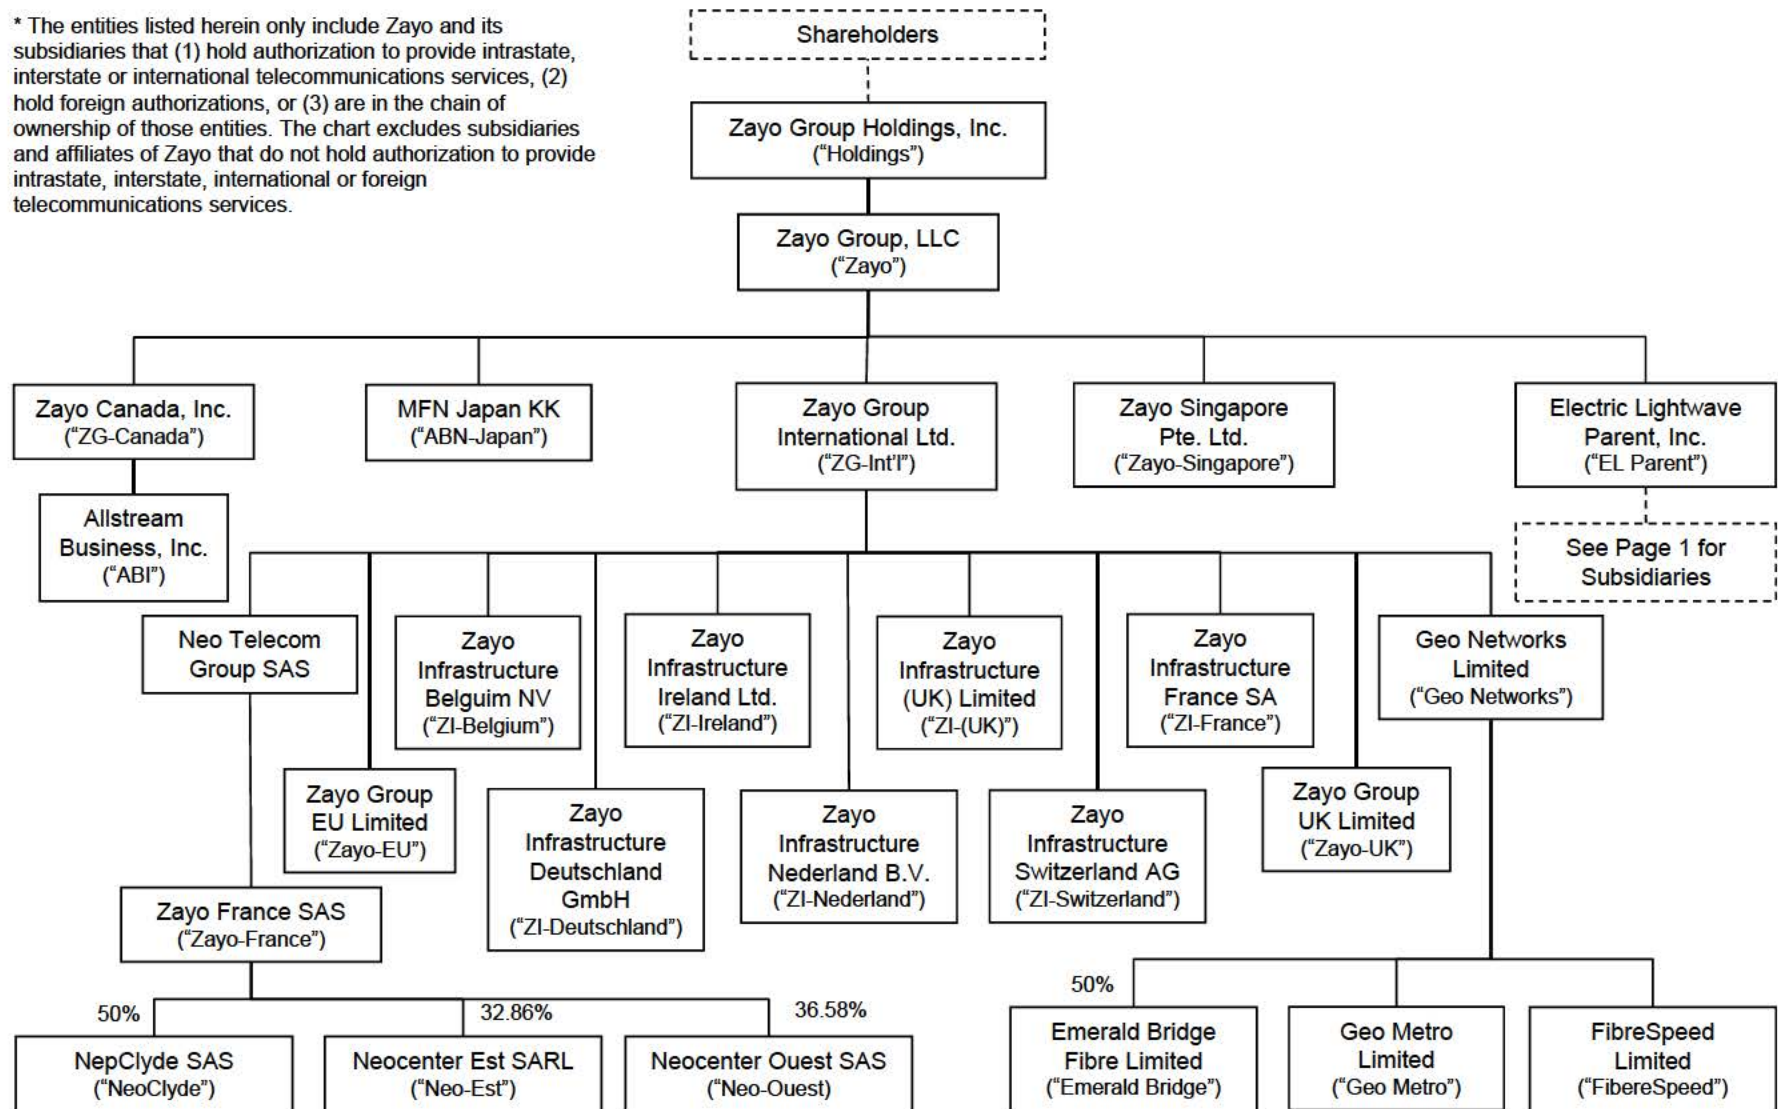 * The entities listed herein only include Zayo and its
subsidiaries that (1) hold authorization to provide intrastate,
interstate or international telecommunications services, (2)
hold foreign authorizations, or (3) are in the chain of
ownership of those entities. The chart excludes subsidiaries
and affiliates of Zayo that do not hold authorization to provide
intrastate, interstate, international or foreign
telecommunications services.
Shareholders
Zayo Group Holdings, Inc.
(“Holdings”)
Zayo Group, LLC
(“Zayo”)
Zayo Canada, Inc.
(“ZG-Canada”)
MFN Japan KK
(“ABN-Japan”)
Zayo Group
International Ltd.
(“ZG-Int’l”)
Zayo Singapore
Pte. Ltd.
(“Zayo-Singapore”)
Electric Lightwave
Parent, Inc.
(“EL Parent”)
Allstream
Business, Inc.
(“ABI”)
See Page 1 for
Subsidiaries
Neo Telecom
Group SAS
Zayo
Infrastructure
Belguim NV
(“ZI-Belgium”)
Zayo
Infrastructure
Ireland Ltd.
(“ZI-Ireland”)
Zayo
Infrastructure
(UK) Limited
(“ZI-(UK)”)
Zayo
Infrastructure
France SA
(“ZI-France”)
Geo Networks
Limited
(“Geo Networks”)
Zayo Group
EU Limited
(“Zayo-EU”)
Zayo
Infrastructure
Deutschland
GmbH
(“ZI-Deutschland”)
Zayo
Infrastructure
Nederland B.V.
(“ZI-Nederland”)
Zayo
Infrastructure
Switzerland AG
(“ZI-Switzerland”)
Zayo Group
UK Limited
(“Zayo-UK”)
Zayo France SAS
(“Zayo-France”)
50%
32.86%
36.58%
50%
NepClyde SAS
(“NeoClyde”)
Neocenter Est SARL
(“Neo-Est”)
Neocenter Ouest SAS
(“Neo-Ouest)
Emerald Bridge
Fibre Limited
(“Emerald Bridge”)
Geo Metro
Limited
(“Geo Metro”)
FibreSpeed
Limited
(“FibereSpeed”)